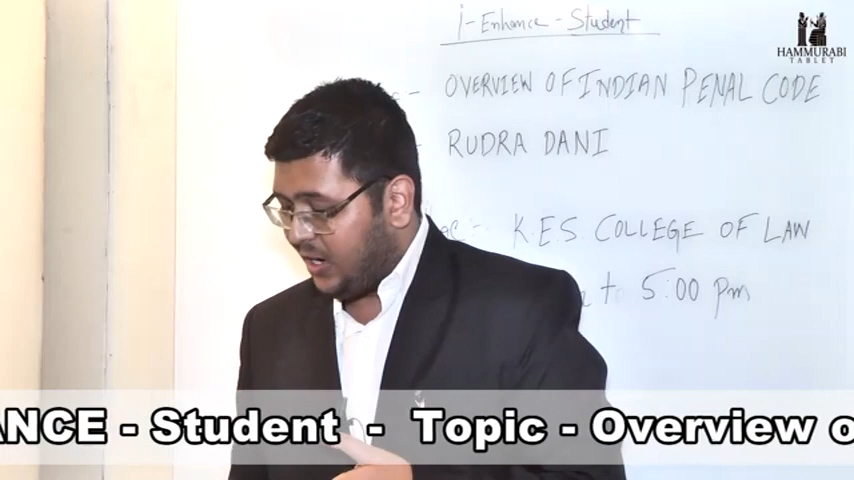 i-Enhance-Student
HAMMURABI
TABLET
- OVERVIEW OF INDIAN PENAL CODE
- RUDRA DANI
:- K.E.S. COLLEGE OF LAW
to 5:00 pm
ANCE - Student - Topic - Overview o